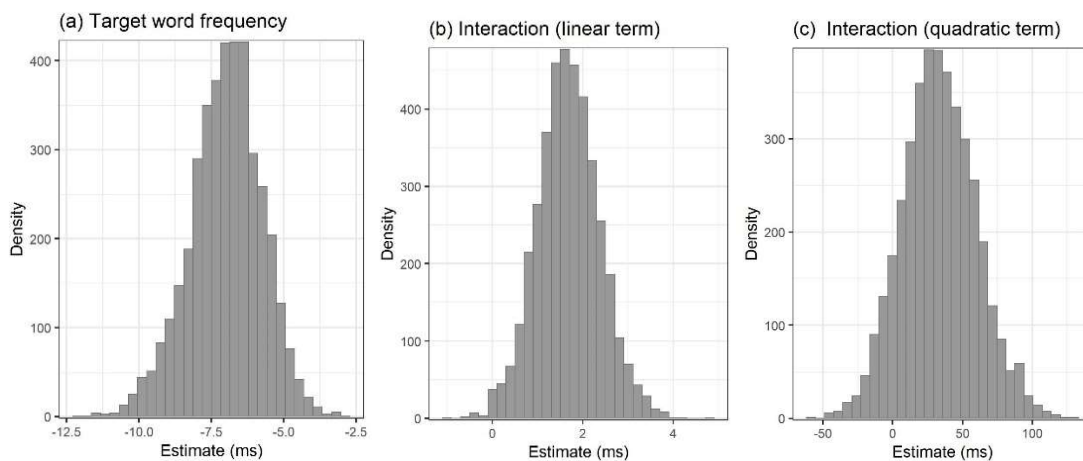 (a) Target word frequency
400
300
200
100
0
Density
-12.5 -10.0 -7.5 -5.0 -2.5
Estimate (ms)
(b) Interaction (linear term)
400
300
200
100
0
Density
0 2 4
Estimate (ms)
(c) Interaction (quadratic term)
300
200
100
0
Density
-50 0 50 100
Estimate (ms)